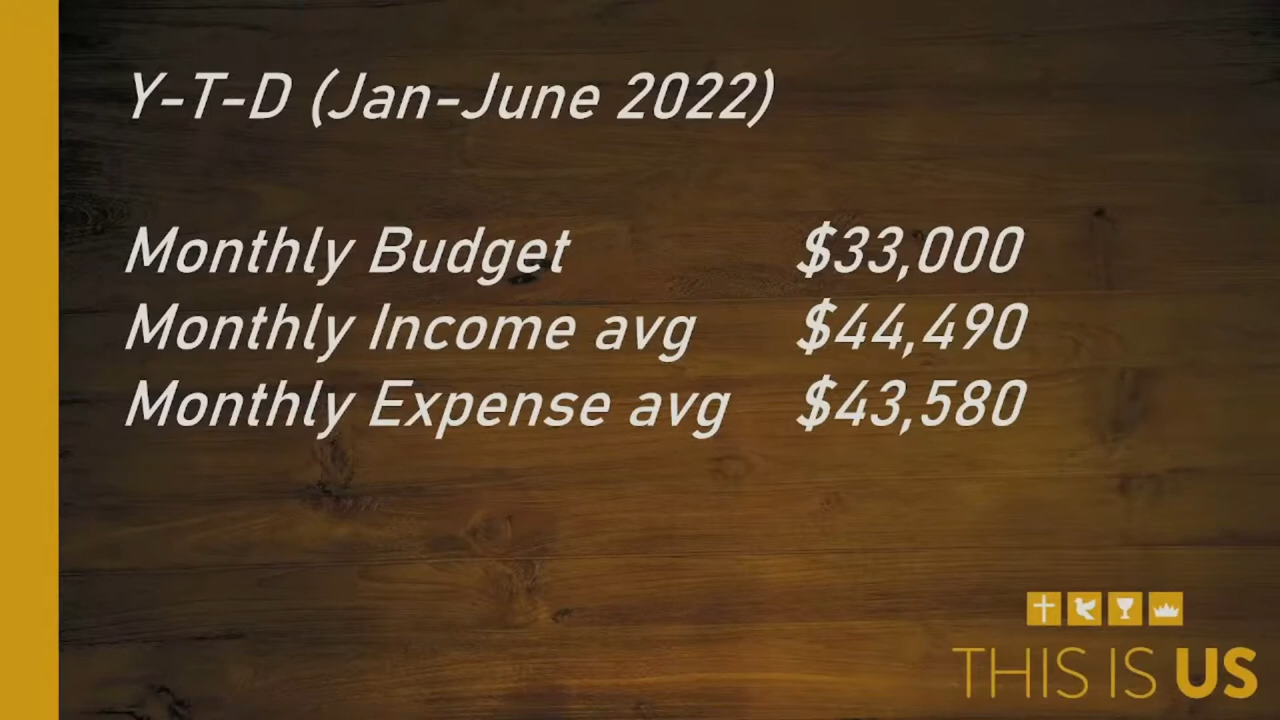 Y-T-D (Jan-June 2022)
Monthly Budget $33,000
Monthly Income avg $44,490
Monthly Expense avg $43,580
THIS IS US